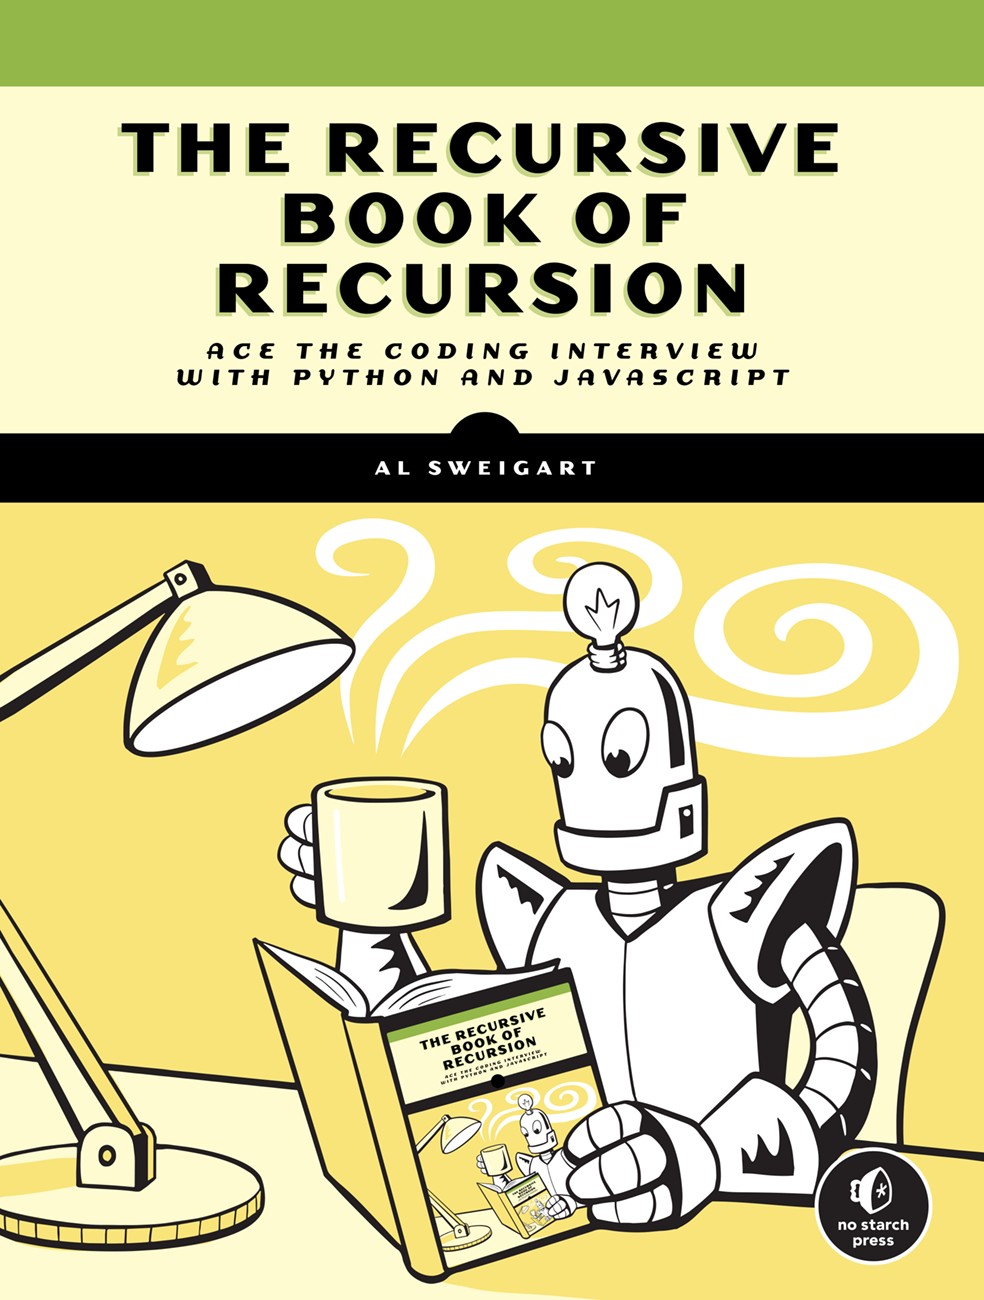 THE RECURSIVE
BOOK OF
RECURSION
ACE THE CODING INTERVIEW
WITH PYTHON AND JAVASCRIPT
AL SWEIGART
THE RECURSIVE
BOOK OF
RECURSION
ACE THE CODING INTERVIEW
WITH PYTHON AND JAVASCRIPT
no starch
press